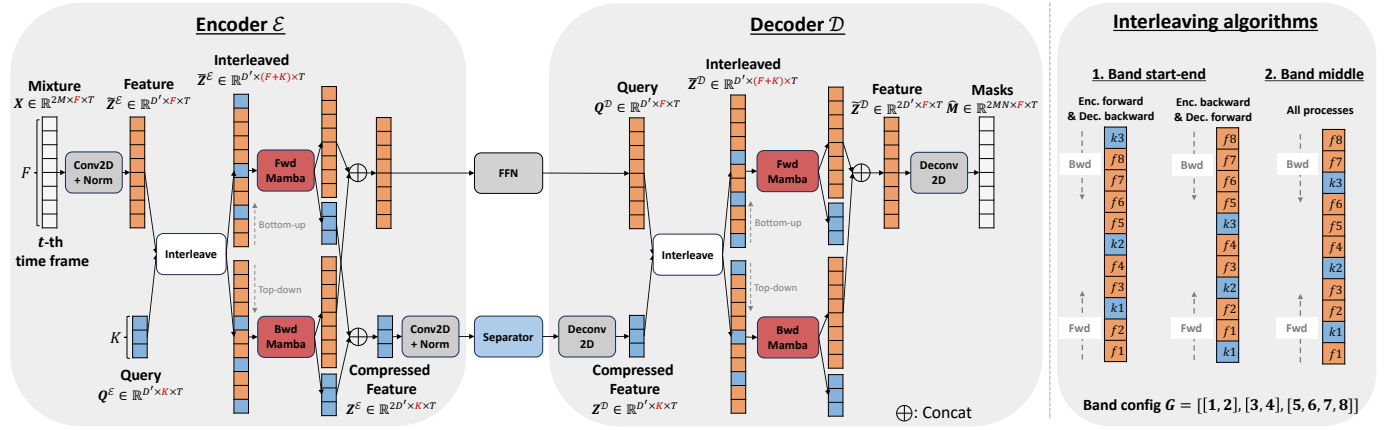 Encoder ℰ
Mixture
X ∈ ℝ^{2M×F×T}
Feature
Z̄^ℰ ∈ ℝ^{D′×F×T}
Interleaved
Z̄^ℰ ∈ ℝ^{D′×(F+K)×T}
F
Conv2D
+ Norm
t-th
time frame
Interleave
Fwd
Mamba
Bottom-up
Top-down
Bwd
Mamba
K
Query
Q^ℰ ∈ ℝ^{D′×K×T}
Conv2D
+ Norm
Compressed
Feature
Z^ℰ ∈ ℝ^{2D′×K×T}
FFN
Separator
Decoder 𝒟
Query
Q^𝒟 ∈ ℝ^{D′×F×T}
Interleaved
Z̄^𝒟 ∈ ℝ^{D′×(F+K)×T}
Feature
Z̃^𝒟 ∈ ℝ^{2D′×F×T}
Masks
M̂ ∈ ℝ^{2MN×F×T}
Deconv
2D
Interleave
Fwd
Mamba
Bottom-up
Top-down
Bwd
Mamba
Deconv
2D
Compressed
Feature
Z^𝒟 ∈ ℝ^{D′×K×T}
⊕: Concat
Interleaving algorithms
1. Band start-end
2. Band middle
Enc. forward
& Dec. backward
Bwd
Fwd
k3
f8
f7
f6
f5
k2
f4
f3
k1
f2
f1
Enc. backward
& Dec. forward
Bwd
Fwd
f8
f7
f6
f5
k3
f4
f3
k2
f2
f1
k1
All processes
Bwd
Fwd
f8
f7
k3
f6
f5
f4
k2
f3
f2
k1
f1
Band config G = [[1, 2], [3, 4], [5, 6, 7, 8]]